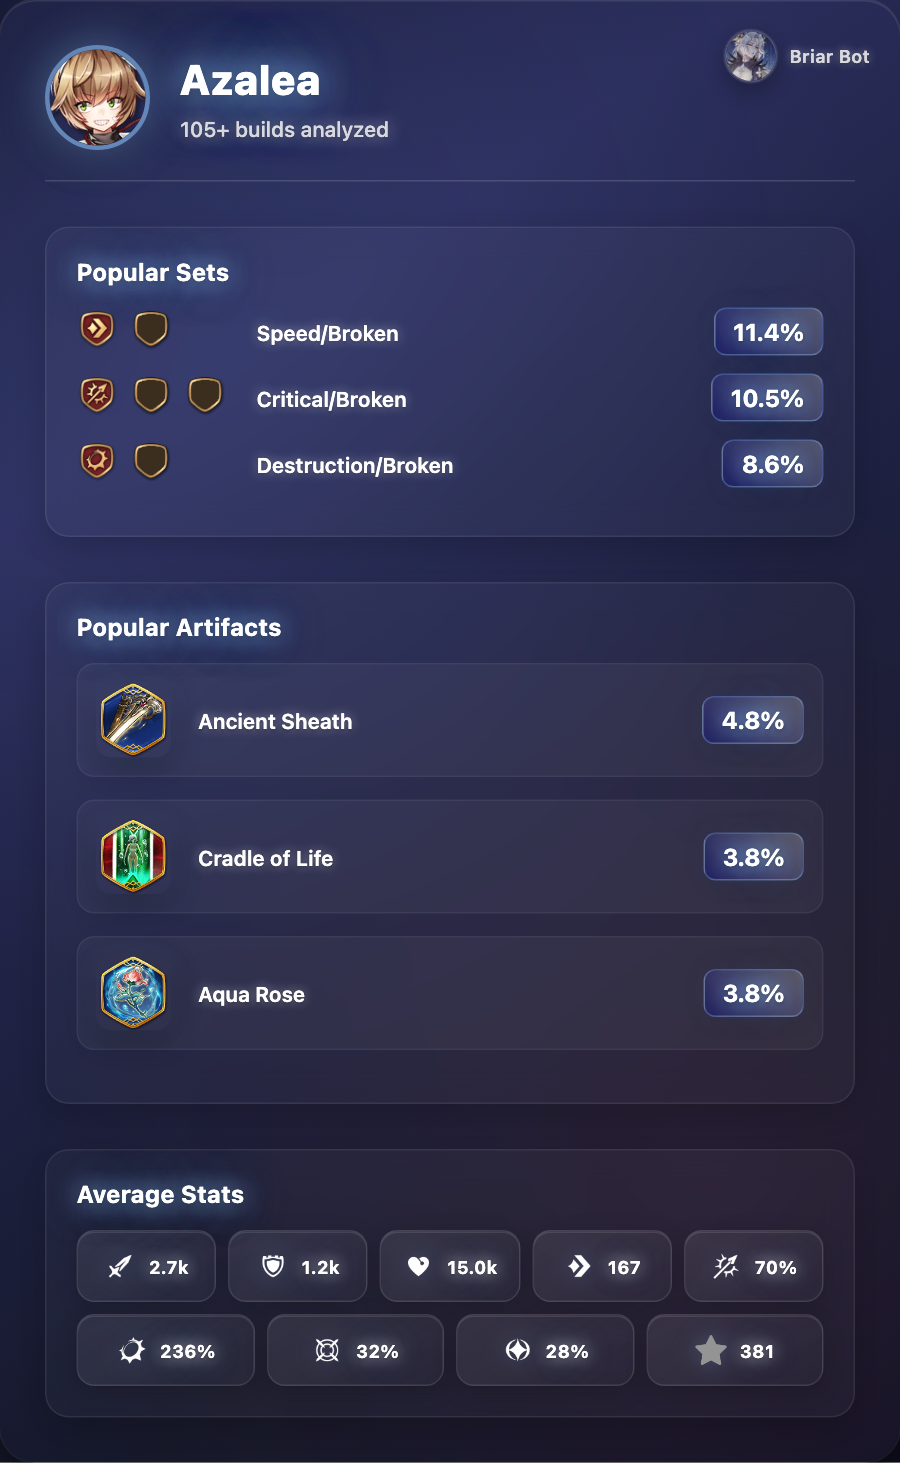 Azalea
105+ builds analyzed
Briar Bot
Popular Sets
Speed/Broken
11.4%
Critical/Broken
10.5%
Destruction/Broken
8.6%
Popular Artifacts
Ancient Sheath
4.8%
Cradle of Life
3.8%
Aqua Rose
3.8%
Average Stats
2.7k
1.2k
15.0k
167
70%
236%
32%
28%
381